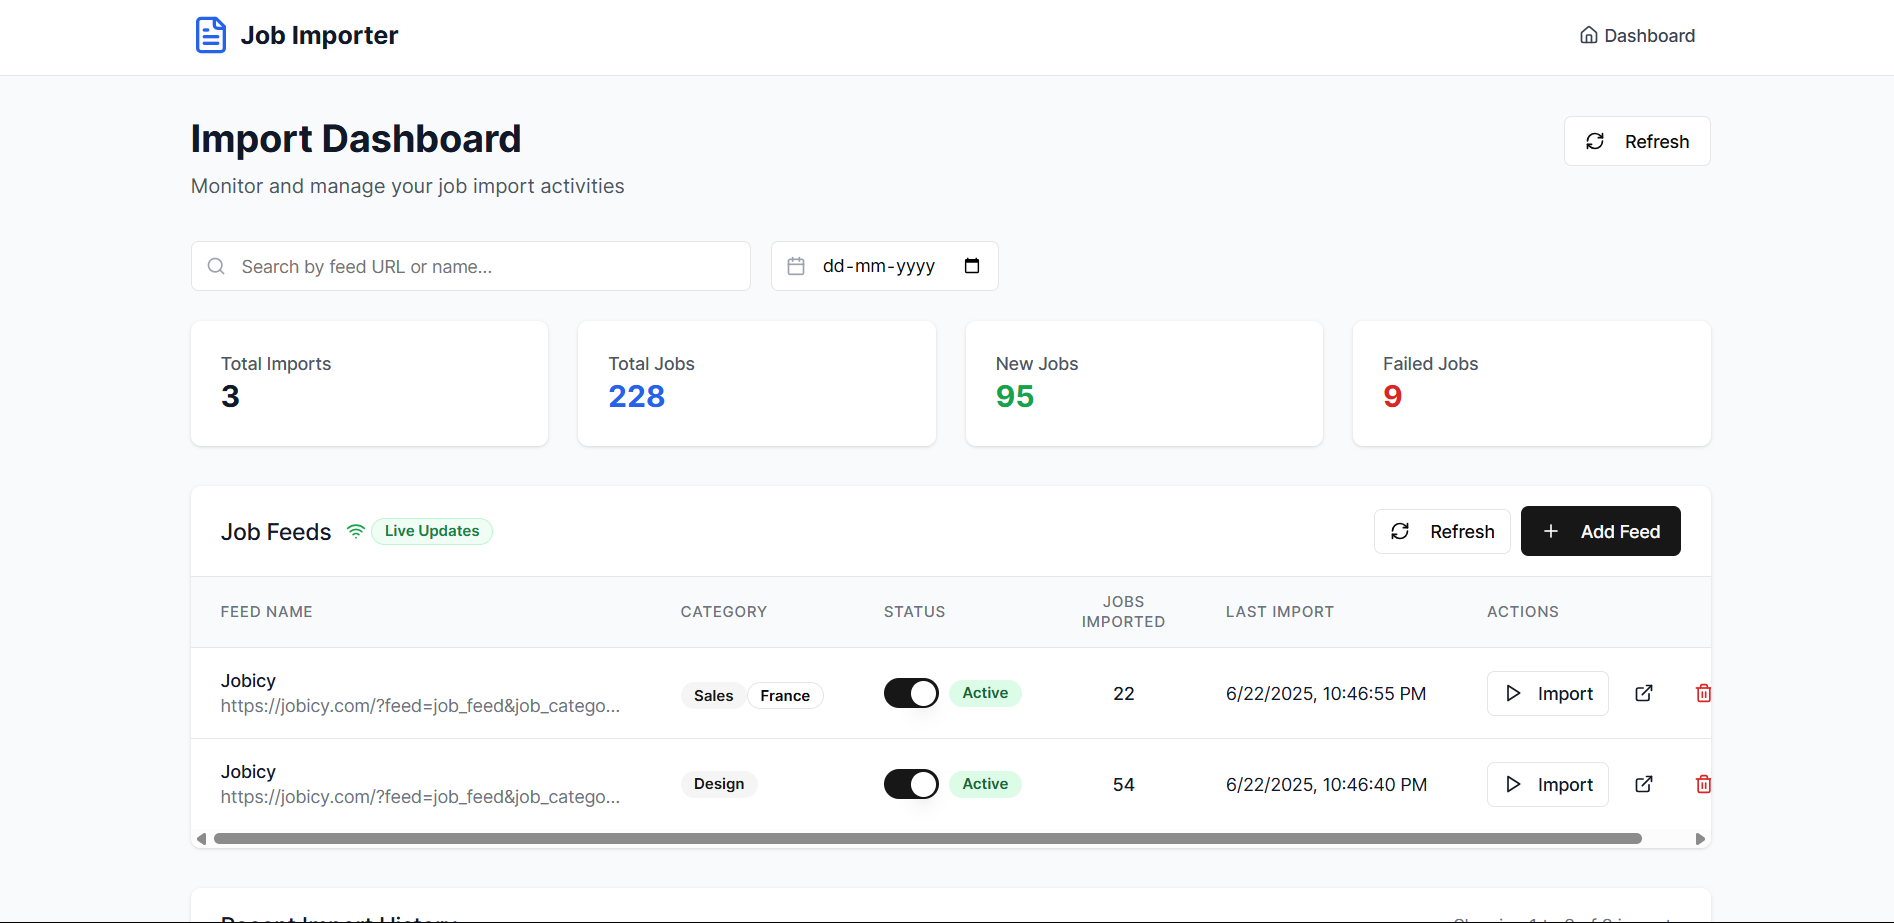 Job Importer
Dashboard
Import Dashboard
Refresh
Monitor and manage your job import activities
Search by feed URL or name...
dd-mm-yyyy
Total Imports
3
Total Jobs
228
New Jobs
95
Failed Jobs
9
Job Feeds
Live Updates
Refresh
Add Feed
FEED NAME
CATEGORY
STATUS
JOBS
IMPORTED
LAST IMPORT
ACTIONS
Jobicy
https://jobicy.com/?feed=job_feed&job_catego...
Sales
France
Active
22
6/22/2025, 10:46:55 PM
Import
Jobicy
https://jobicy.com/?feed=job_feed&job_catego...
Design
Active
54
6/22/2025, 10:46:40 PM
Import
Recent Import History